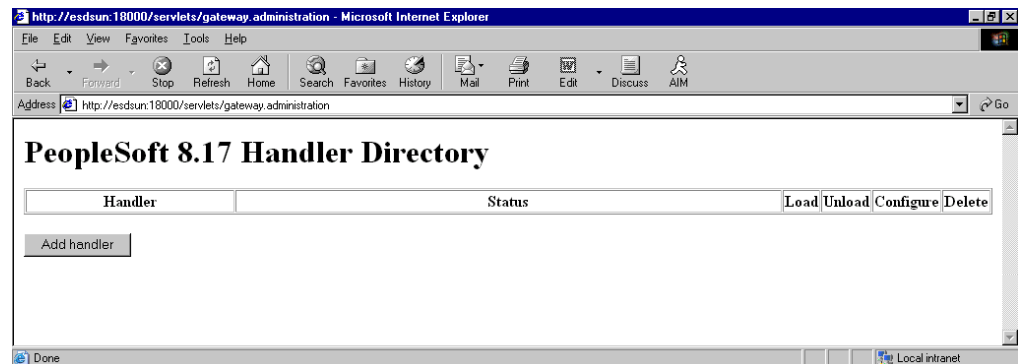 http://esdsun:18000/servlets/gateway.administration - Microsoft Internet Explorer
File Edit View Favorites Tools Help
Back Forward Stop Refresh Home Search Favorites History Mail Print Edit Discuss AIM
Address http://esdsun:18000/servlets/gateway.administration Go
PeopleSoft 8.17 Handler Directory
Handler Status Load Unload Configure Delete
Add handler
Done Local intranet